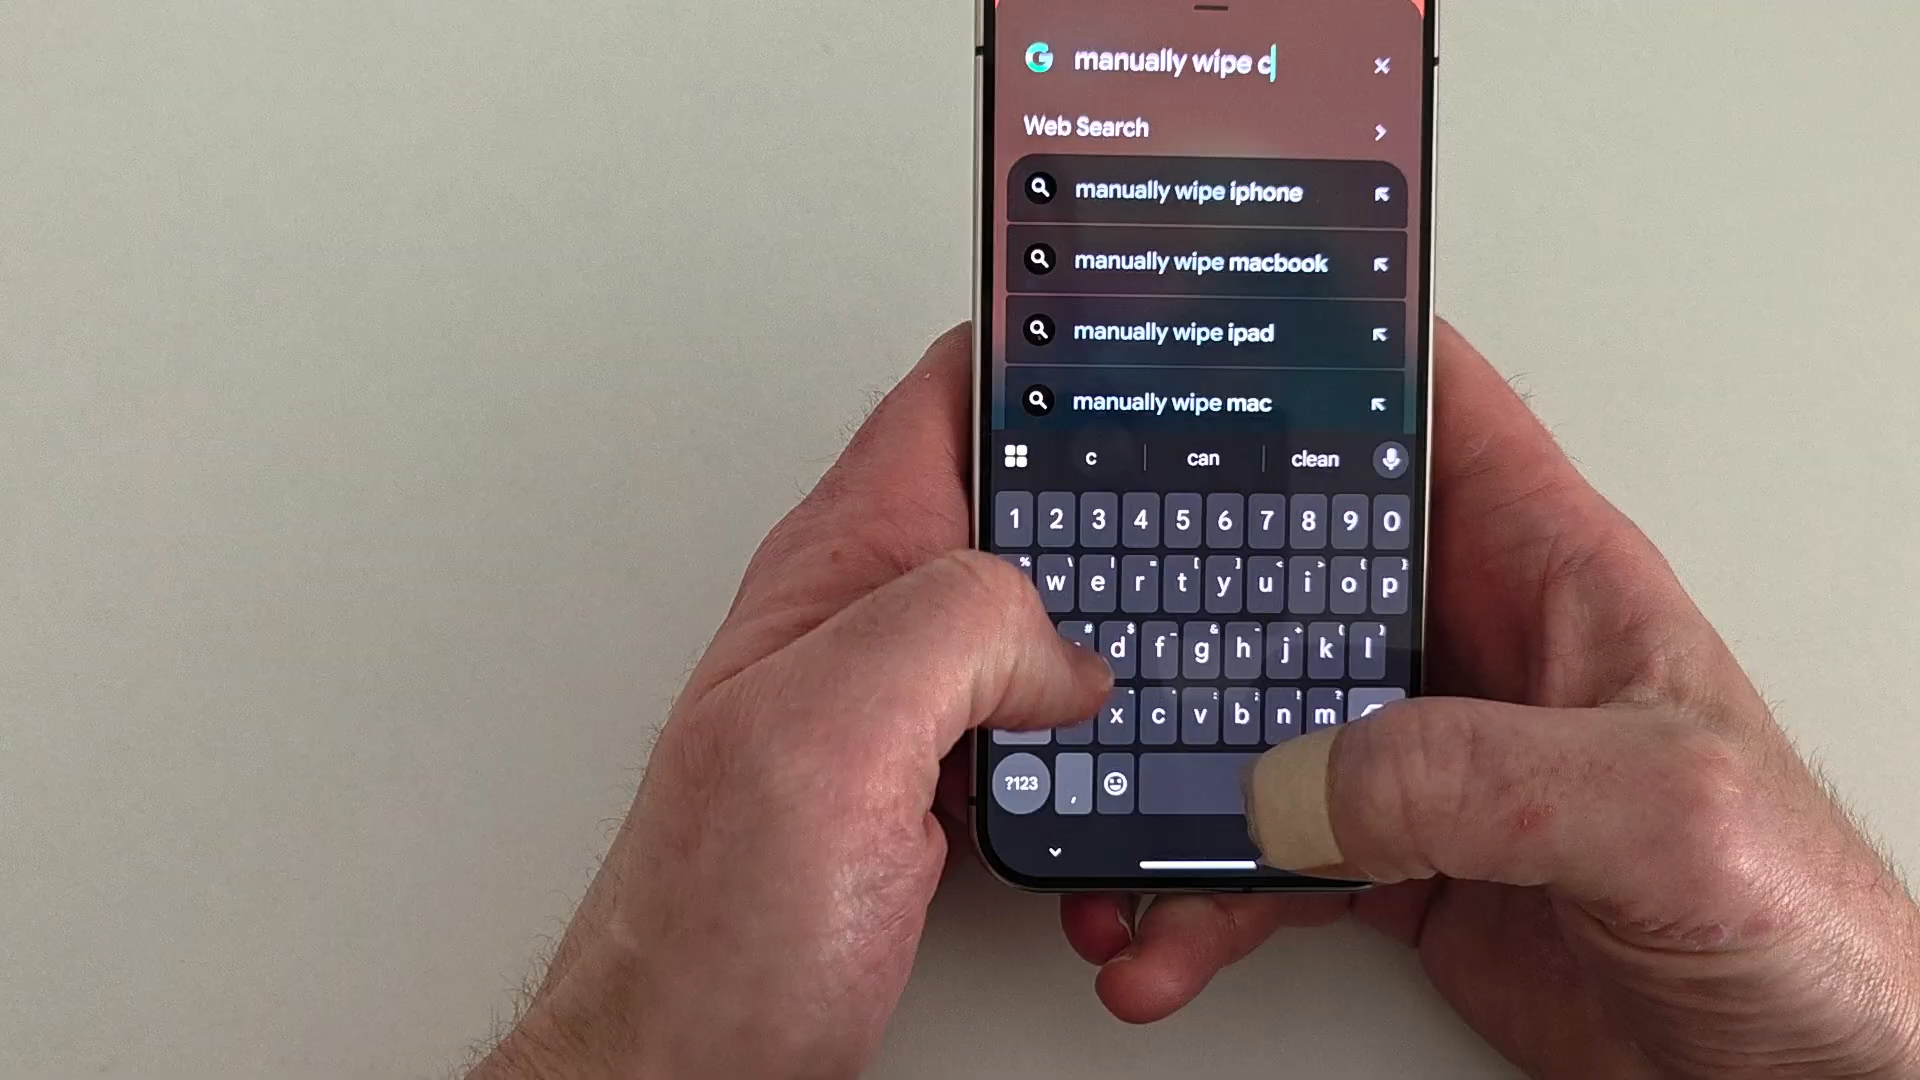 manually wipe c
Web Search
manually wipe iphone
manually wipe macbook
manually wipe ipad
manually wipe mac
c can clean
1 2 3 4 5 6 7 8 9 0
w e r t y u i o p
d f g h j k l
x c v b n m
?123 ,